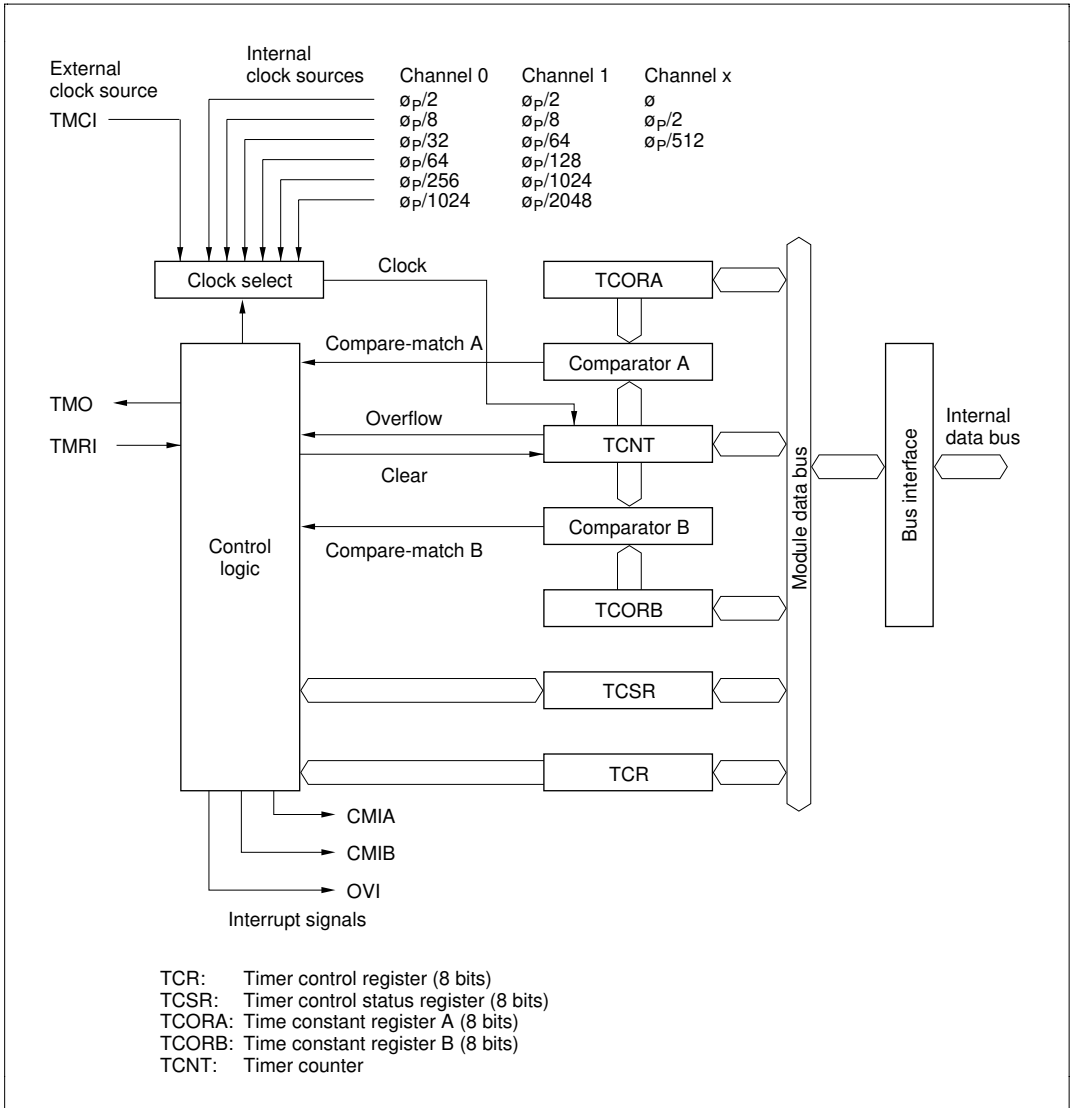 External
clock source
TMCI
Internal
clock sources
Channel 0 Channel 1 Channel x
øP/2 øP/2 ø
øP/8 øP/8 øP/2
øP/32 øP/64 øP/512
øP/64 øP/128
øP/256 øP/1024
øP/1024 øP/2048
Clock select
Clock
TCORA
Compare-match A
Comparator A
TMO
TMRI
Overflow
TCNT
Clear
Comparator B
Compare-match B
Control
logic
TCORB
TCSR
TCR
Module data bus
Bus interface
Internal
data bus
CMIA
CMIB
OVI
Interrupt signals
TCR: Timer control register (8 bits)
TCSR: Timer control status register (8 bits)
TCORA: Time constant register A (8 bits)
TCORB: Time constant register B (8 bits)
TCNT: Timer counter